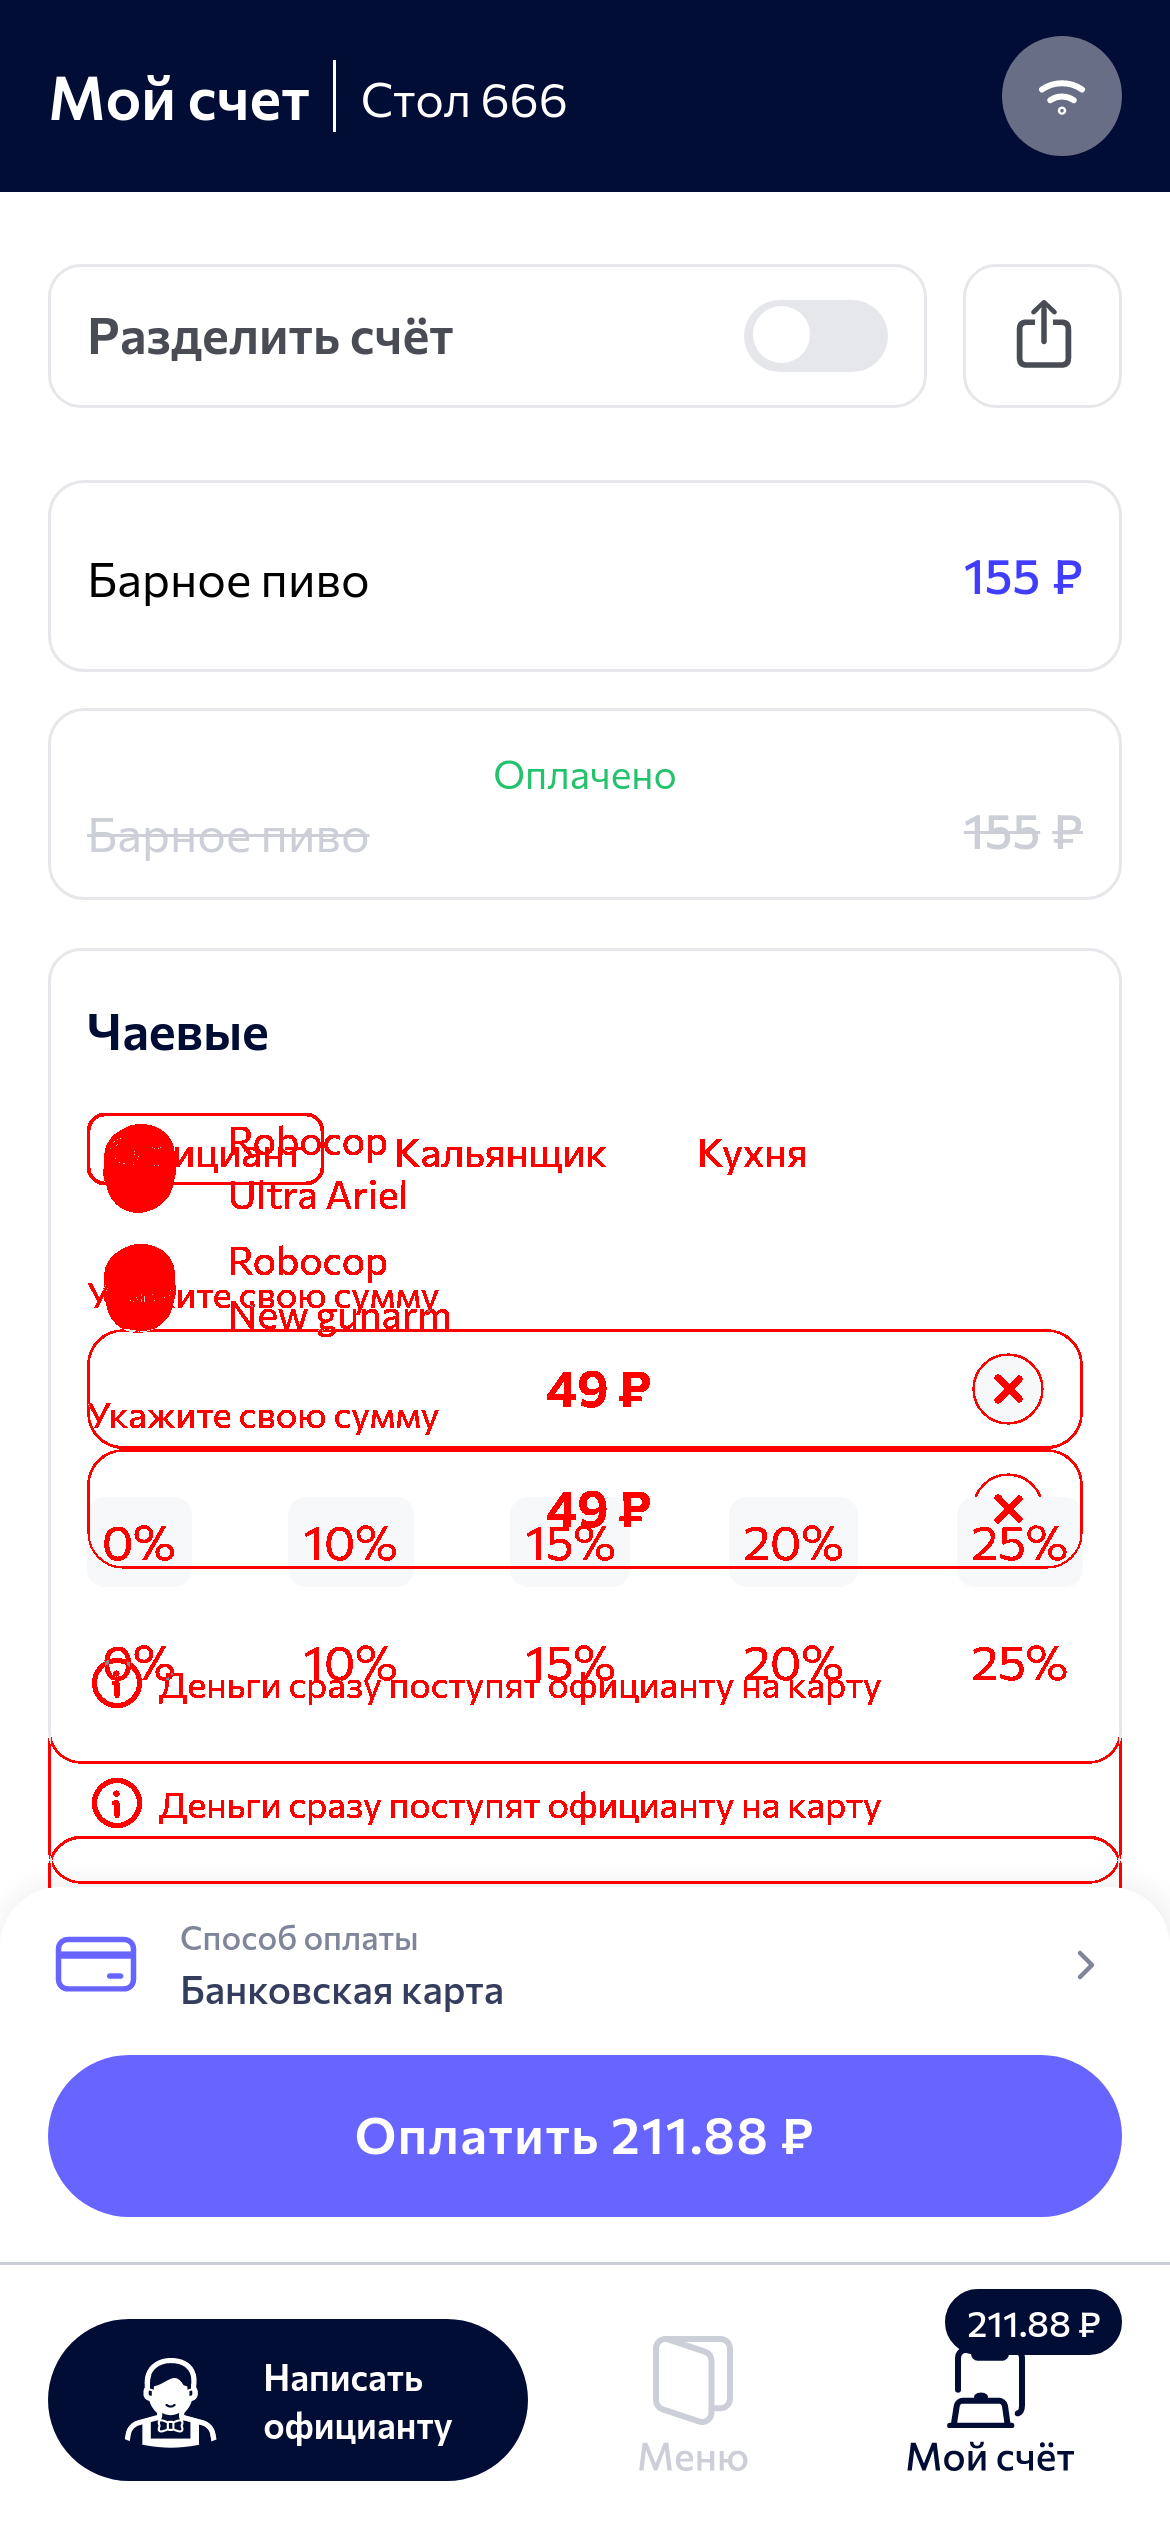 Мой счет
Стол 666
Разделить счёт
Барное пиво
155 ₽
Оплачено
Барное пиво
155 ₽
Чаевые
Кальянщик
Кухня
Robocop
Ultra Ariel
Robocop
New gunarm
Укажите свою сумму
49 ₽
Укажите свою сумму
49 ₽
0%
10%
15%
20%
25%
0%
10%
15%
20%
25%
Деньги сразу поступят официанту на карту
Деньги сразу поступят официанту на карту
Способ оплаты
Банковская карта
Оплатить 211.88 ₽
Написать
официанту
Меню
211.88 ₽
Мой счёт